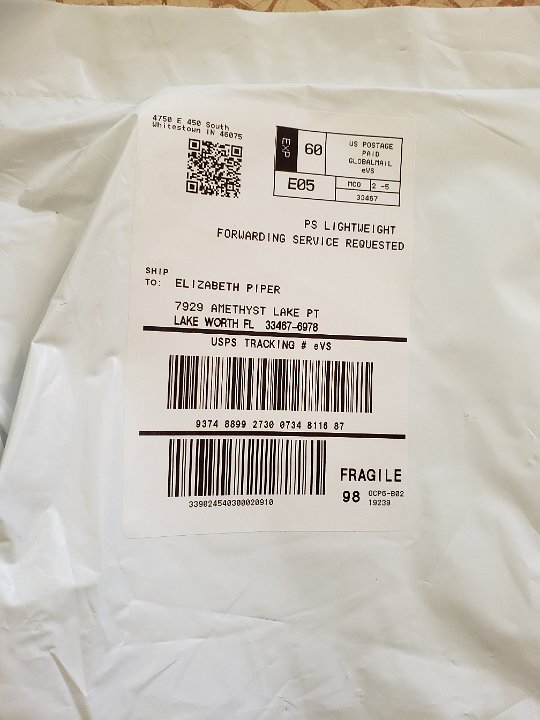 4750 E 450 South
Whitestown IN 46075
EXP
60
US POSTAGE
PAID
GLOBALMAIL
eVS
E05
MCO
2 -5
33467
PS LIGHTWEIGHT
FORWARDING SERVICE REQUESTED
SHIP
TO: ELIZABETH PIPER
7929 AMETHYST LAKE PT
LAKE WORTH FL 33467-6978
USPS TRACKING # eVS
9374 8899 2730 0734 8116 87
FRAGILE
98
OCP6-B02
19239
339024540300020910